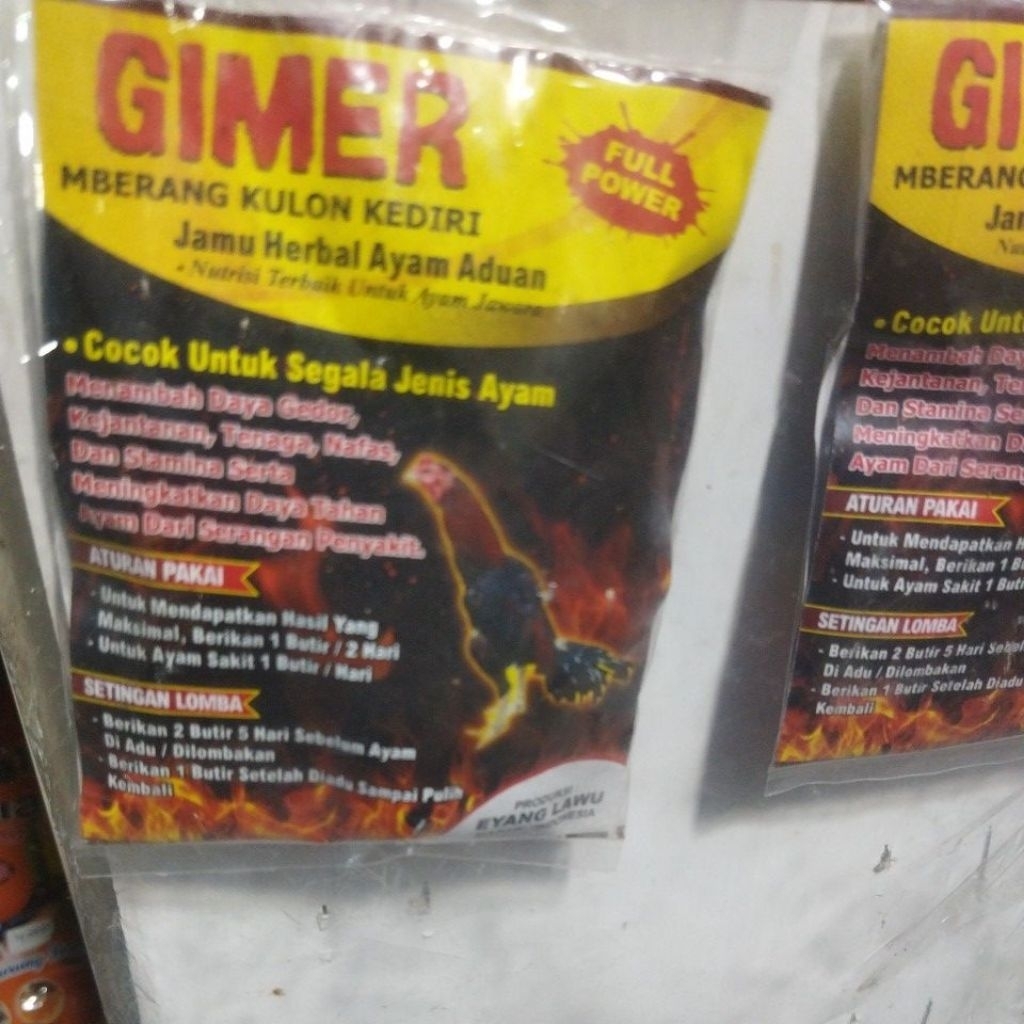 GIMER
MBERANG KULON KEDIRI
FULL
POWER
Jamu Herbal Ayam Aduan
• Nutrisi Terbaik Untuk Ayam Jawara
• Cocok Untuk Segala Jenis Ayam
Menambah Daya Gedor,
Kejantanan, Tenaga, Nafas,
Dan Stamina Serta
Meningkatkan Daya Tahan
Ayam Dari Serangan Penyakit.
ATURAN PAKAI
- Untuk Mendapatkan Hasil Yang
Maksimal, Berikan 1 Butir / 2 Hari
- Untuk Ayam Sakit 1 Butir / Hari
SETINGAN LOMBA
- Berikan 2 Butir 5 Hari Sebelum Ayam
Di Adu / Dilombakan
- Berikan 1 Butir Setelah Diadu Sampai Pulih
Kembali
PRODUKSI
EYANG LAWU
GI
MBERANG
• Cocok Unt
Menambah Day
Kejantanan, Te
Dan Stamina Se
Meningkatkan D
Ayam Dari Serang
ATURAN PAKAI
- Untuk Mendapatkan H
Maksimal, Berikan 1 Bu
- Untuk Ayam Sakit 1 Buti
SETINGAN LOMBA
- Berikan 2 Butir 5 Hari Sebel
Di Adu / Dilombakan
- Berikan 1 Butir Setelah Diadu
Kembali